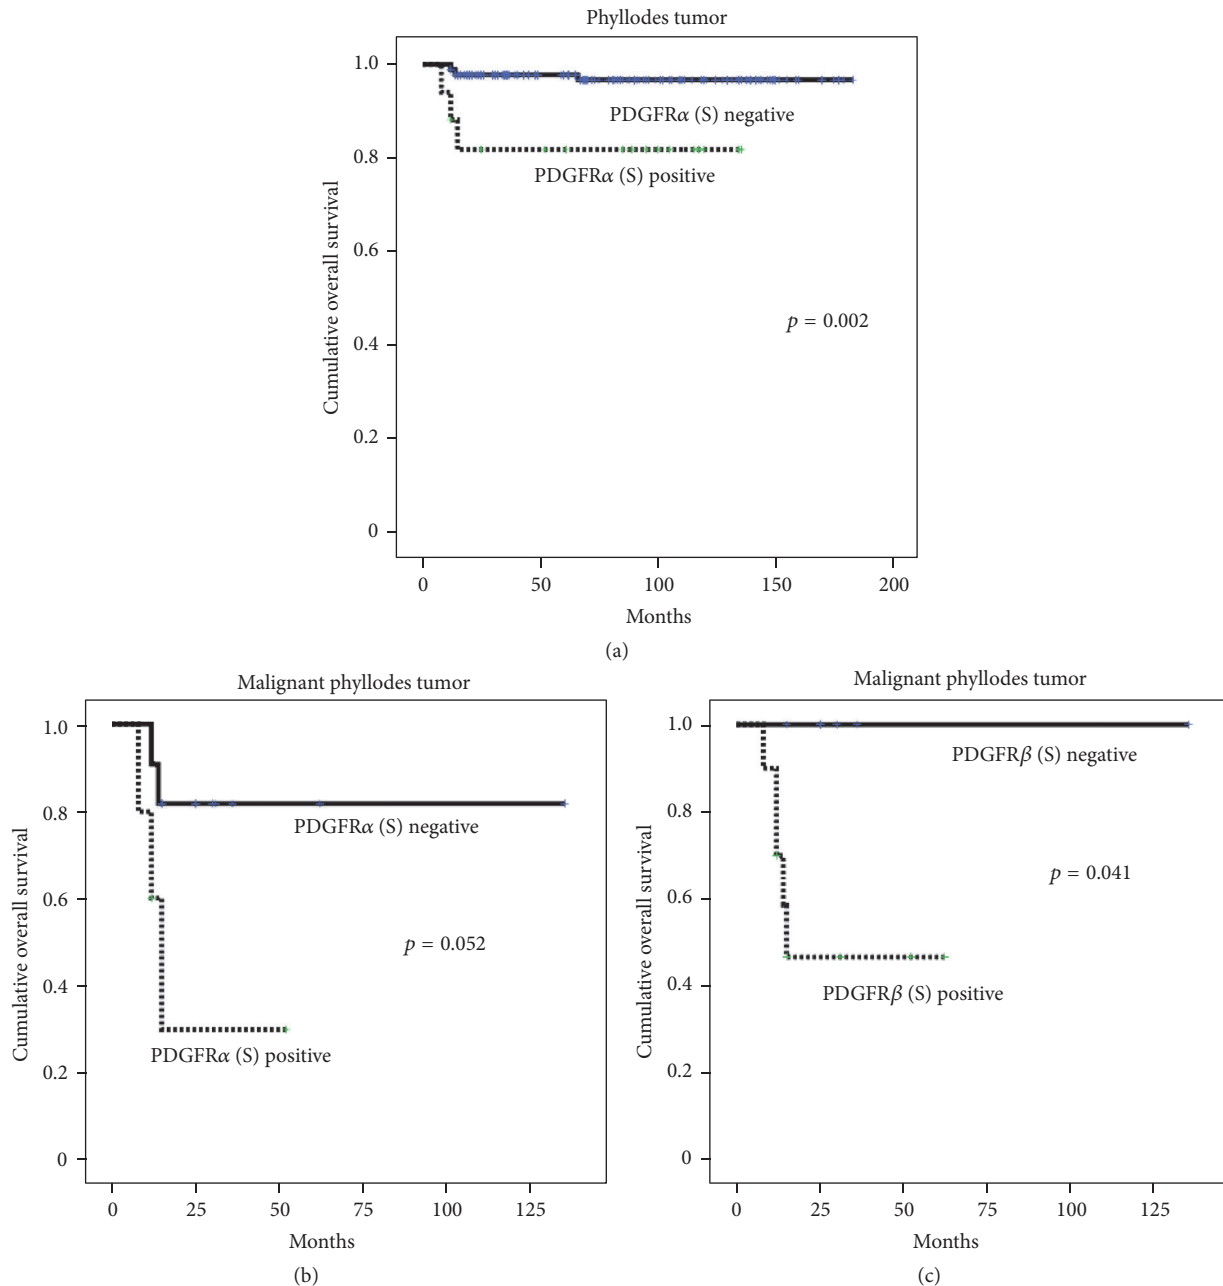 Phyllodes tumor
1.0
0.8
0.6
0.4
0.2
0
Cumulative overall survival
PDGFRα (S) negative
PDGFRα (S) positive
p = 0.002
0 50 100 150 200
Months
(a)
Malignant phyllodes tumor
1.0
0.8
0.6
0.4
0.2
0
Cumulative overall survival
PDGFRα (S) negative
p = 0.052
PDGFRα (S) positive
0 25 50 75 100 125
Months
(b)
Malignant phyllodes tumor
1.0
0.8
0.6
0.4
0.2
0
Cumulative overall survival
PDGFRβ (S) negative
p = 0.041
PDGFRβ (S) positive
0 25 50 75 100 125
Months
(c)